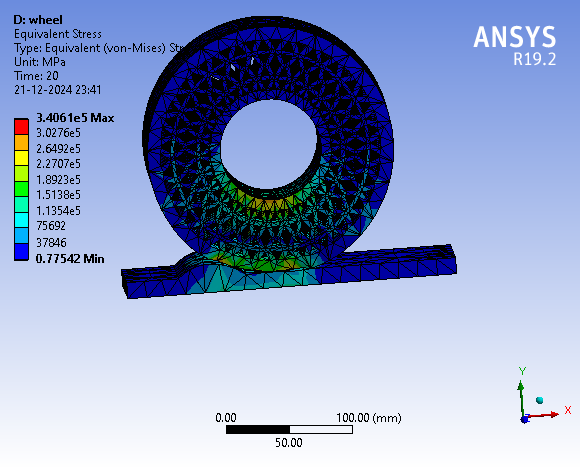 D: wheel
Equivalent Stress
Type: Equivalent (von-Mises) Str
Unit: MPa
Time: 20
21-12-2024 23:41
3.4061e5 Max
3.0276e5
2.6492e5
2.2707e5
1.8923e5
1.5138e5
1.1354e5
75692
37846
0.77542 Min
ANSYS
R19.2
0.00
100.00 (mm)
50.00
Y
X